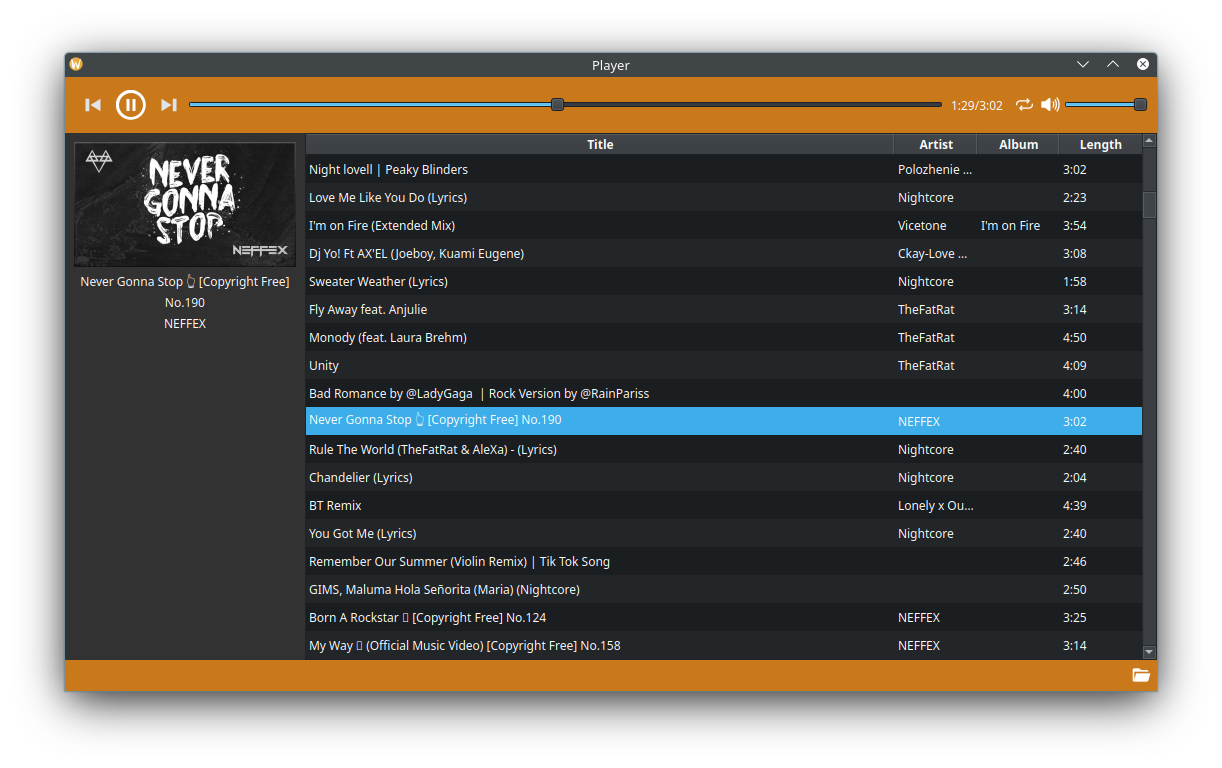 Player
1:29/3:02
NEVER
GONNA
STOP
NEFFEX
Never Gonna Stop 👆 [Copyright Free]
No.190
NEFFEX
Title Artist Album Length
Night lovell | Peaky Blinders Polozhenie ... 3:02
Love Me Like You Do (Lyrics) Nightcore 2:23
I'm on Fire (Extended Mix) Vicetone I'm on Fire 3:54
Dj Yo! Ft AX'EL (Joeboy, Kuami Eugene) Ckay-Love ... 3:08
Sweater Weather (Lyrics) Nightcore 1:58
Fly Away feat. Anjulie TheFatRat 3:14
Monody (feat. Laura Brehm) TheFatRat 4:50
Unity TheFatRat 4:09
Bad Romance by @LadyGaga | Rock Version by @RainPariss 4:00
Never Gonna Stop 👆 [Copyright Free] No.190 NEFFEX 3:02
Rule The World (TheFatRat & AleXa) - (Lyrics) Nightcore 2:40
Chandelier (Lyrics) Nightcore 2:04
BT Remix Lonely x Ou... 4:39
You Got Me (Lyrics) Nightcore 2:40
Remember Our Summer (Violin Remix) | Tik Tok Song 2:46
GIMS, Maluma Hola Señorita (Maria) (Nightcore) 2:50
Born A Rockstar ▯ [Copyright Free] No.124 NEFFEX 3:25
My Way ▯ (Official Music Video) [Copyright Free] No.158 NEFFEX 3:14